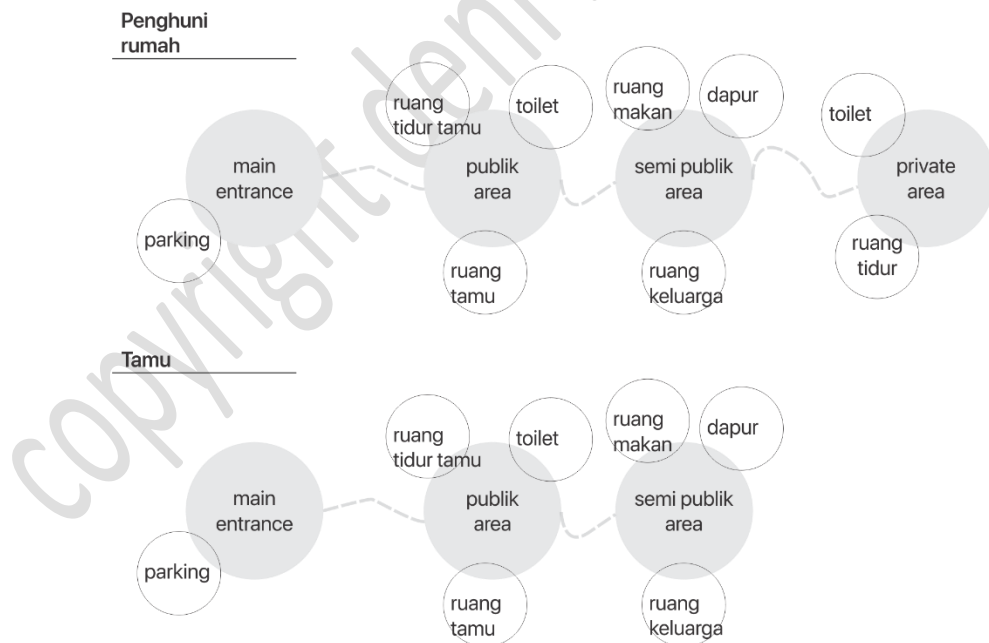 Penghuni
rumah
ruang
tidur tamu
toilet
ruang
makan
dapur
toilet
main
entrance
publik
area
semi publik
area
private
area
parking
ruang
tamu
ruang
keluarga
ruang
tidur
Tamu
ruang
tidur tamu
toilet
ruang
makan
dapur
main
entrance
publik
area
semi publik
area
parking
ruang
tamu
ruang
keluarga